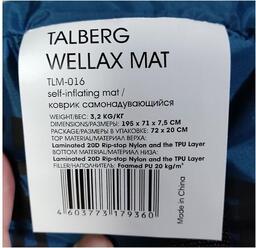 TALBERG
WELLAX MAT
TLM-016
self-inflating mat /
коврик самонадувающийся
WEIGHT/ВЕС: 3,2 KG/КГ
DIMENSIONS/РАЗМЕРЫ: 195 x 71 x 7,5 CM
PACKAGE/РАЗМЕРЫ В УПАКОВКЕ: 72 x 20 CM
TOP MATERIAL/МАТЕРИАЛ ВЕРХА:
Laminated 20D Rip-stop Nylon and the TPU Layer
BOTTOM MATERIAL/МАТЕРИАЛ НИЗА:
Laminated 20D Rip-stop Nylon and the TPU Layer
FILLER/НАПОЛНИТЕЛЬ: Foamed PU 20 kg/m³
Made in China
4 603773 179360